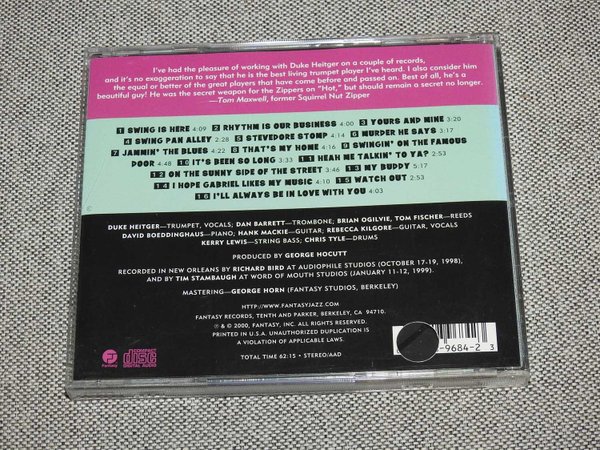 I've had the pleasure of working with Duke Heitger on a couple of records,
and it's no exaggeration to say that he is the best living trumpet player I've heard. I also consider him
the equal or better of the great players that have come before and passed on. Best of all, he's a
beautiful guy! He was the secret weapon for the Zippers on "Hot," but should remain a secret no longer.
—Tom Maxwell, former Squirrel Nut Zipper
1 SWING IS HERE 4:09 2 RHYTHM IS OUR BUSINESS 4:00 3 YOURS AND MINE 3:20
4 SWING PAN ALLEY 2:28 5 STEVEDORE STOMP 4:14 6 MURDER HE SAYS 3:17
7 JAMMIN' THE BLUES 4:22 8 THAT'S MY HOME 4:16 9 SWINGIN' ON THE FAMOUS
DOOR 4:48 10 IT'S BEEN SO LONG 3:33 11 HEAH ME TALKIN' TO YA? 2:53
12 ON THE SUNNY SIDE OF THE STREET 3:46 13 MY BUDDY 5:17
14 I HOPE GABRIEL LIKES MY MUSIC 4:10 15 WATCH OUT 2:53
16 I'LL ALWAYS BE IN LOVE WITH YOU 4:03
DUKE HEITGER—TRUMPET, VOCALS; DAN BARRETT—TROMBONE; BRIAN OGILVIE, TOM FISCHER—REEDS
DAVID BOEDDINGHAUS—PIANO; HANK MACKIE—GUITAR; REBECCA KILGORE—GUITAR, VOCALS
KERRY LEWIS—STRING BASS; CHRIS TYLE—DRUMS
PRODUCED BY GEORGE HOCUTT
RECORDED IN NEW ORLEANS BY RICHARD BIRD AT AUDIOPHILE STUDIOS (OCTOBER 17-19, 1998),
AND BY TIM STAMBAUGH AT WORD OF MOUTH STUDIOS (JANUARY 11-12, 1999).
MASTERING—GEORGE HORN (FANTASY STUDIOS, BERKELEY)
HTTP://WWW.FANTASYJAZZ.COM
FANTASY RECORDS, TENTH AND PARKER, BERKELEY, CA 94710.
℗ & © 2000, FANTASY, INC. ALL RIGHTS RESERVED.
PRINTED IN U.S.A. UNAUTHORIZED DUPLICATION IS
A VIOLATION OF APPLICABLE LAWS.
TOTAL TIME 62:15 • STEREO/AAD
Fantasy
COMPACT
disc
DIGITAL AUDIO
-9684-2 3